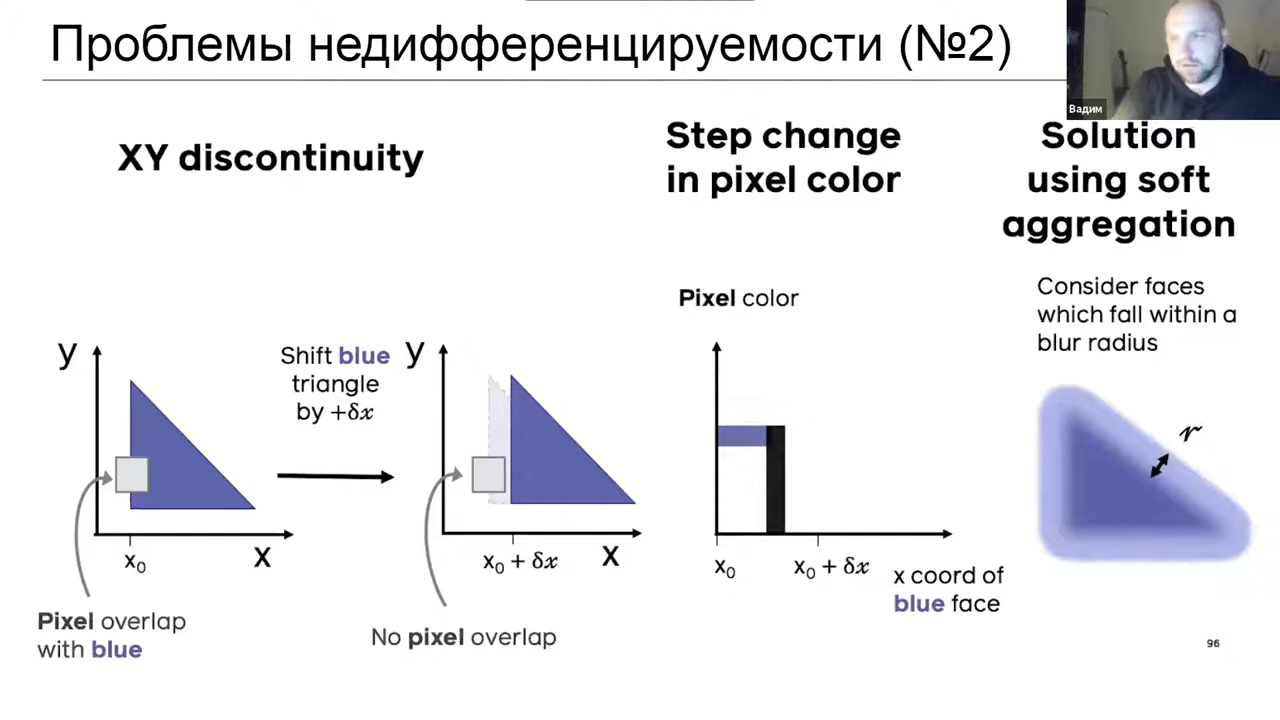 Проблемы недифференцируемости (№2)
Вадим
XY discontinuity
Step change
in pixel color
Solution
using soft
aggregation
Pixel color
Consider faces
which fall within a
blur radius
y
Shift blue
triangle
by +δx
y
r
x₀
x
x₀ + δx
x
x₀
x₀ + δx
x coord of
blue face
Pixel overlap
with blue
No pixel overlap
96